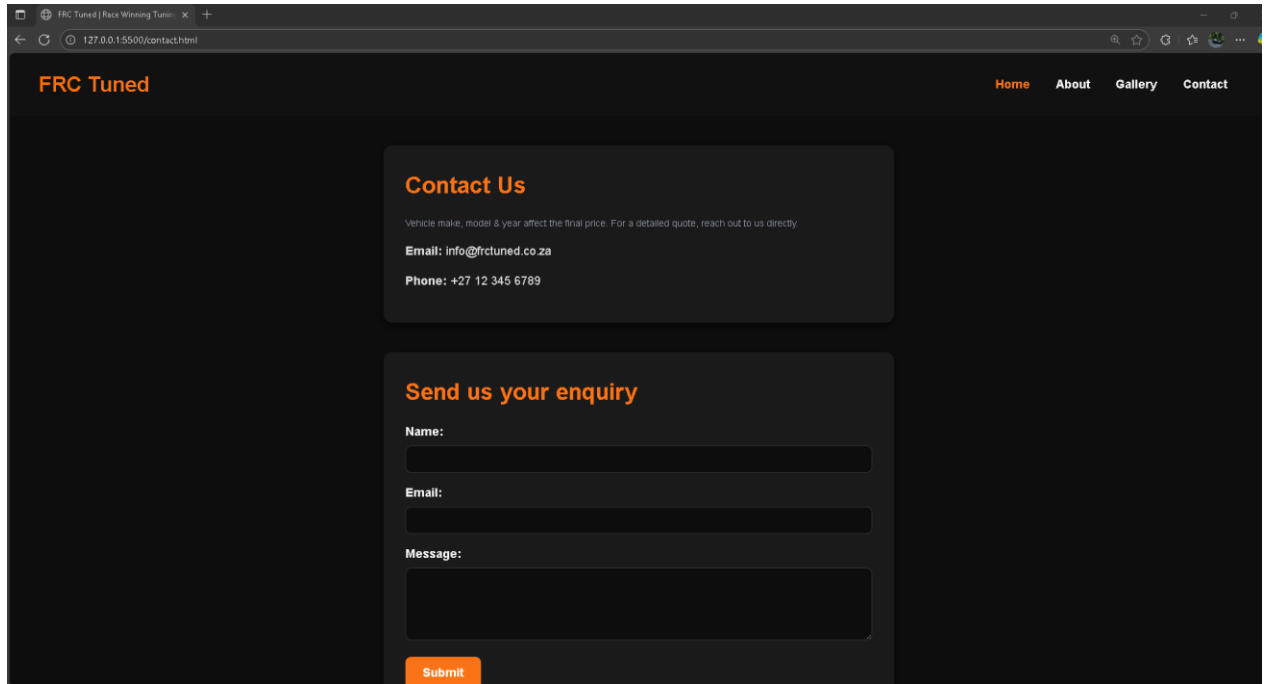 FRC Tuned | Race Winning Tuning
127.0.0.1:5500/contact.html
FRC Tuned
Home About Gallery Contact
Contact Us
Vehicle make, model & year affect the final price. For a detailed quote, reach out to us directly.
Email: info@frctuned.co.za
Phone: +27 12 345 6789
Send us your enquiry
Name:
Email:
Message:
Submit